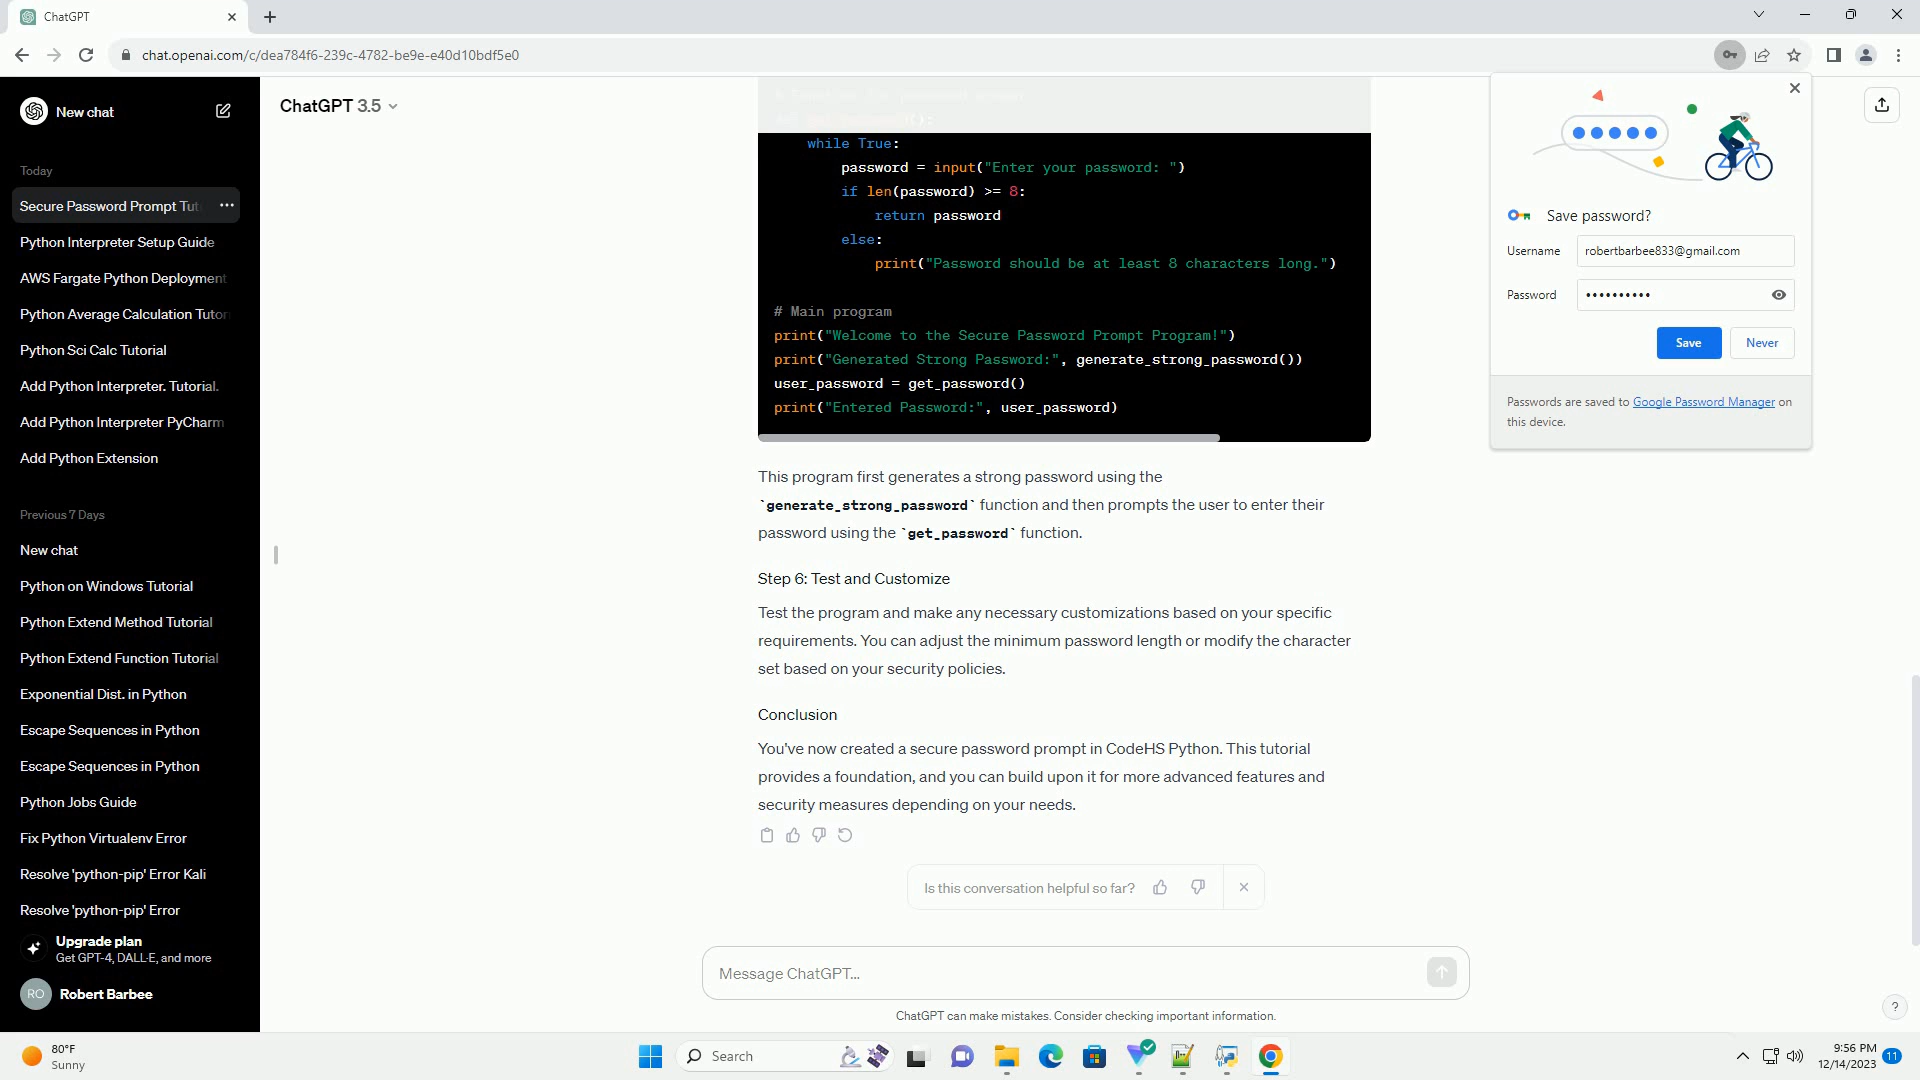 ChatGPT
chat.openai.com/c/dea784f6-239c-4782-be9e-e40d10bdf5e0
New chat
Today
Secure Password Prompt Tut
Python Interpreter Setup Guide
AWS Fargate Python Deployment
Python Average Calculation Tutor
Python Sci Calc Tutorial
Add Python Interpreter. Tutorial.
Add Python Interpreter PyCharm
Add Python Extension
Previous 7 Days
New chat
Python on Windows Tutorial
Python Extend Method Tutorial
Python Extend Function Tutorial
Exponential Dist. in Python
Escape Sequences in Python
Escape Sequences in Python
Python Jobs Guide
Fix Python Virtualenv Error
Resolve 'python-pip' Error Kali
Resolve 'python-pip' Error
Upgrade plan
Get GPT-4, DALL·E, and more
RO
Robert Barbee
ChatGPT 3.5
while True:
password = input("Enter your password: ")
if len(password) >= 8:
return password
else:
print("Password should be at least 8 characters long.")
# Main program
print("Welcome to the Secure Password Prompt Program!")
print("Generated Strong Password:", generate_strong_password())
user_password = get_password()
print("Entered Password:", user_password)
This program first generates a strong password using the
`generate_strong_password` function and then prompts the user to enter their
password using the `get_password` function.
Step 6: Test and Customize
Test the program and make any necessary customizations based on your specific
requirements. You can adjust the minimum password length or modify the character
set based on your security policies.
Conclusion
You've now created a secure password prompt in CodeHS Python. This tutorial
provides a foundation, and you can build upon it for more advanced features and
security measures depending on your needs.
Is this conversation helpful so far?
Message ChatGPT...
ChatGPT can make mistakes. Consider checking important information.
?
Save password?
Username
robertbarbee833@gmail.com
Password
••••••••••
Save
Never
Passwords are saved to Google Password Manager on
this device.
80°F
Sunny
Search
9:56 PM
12/14/2023
11